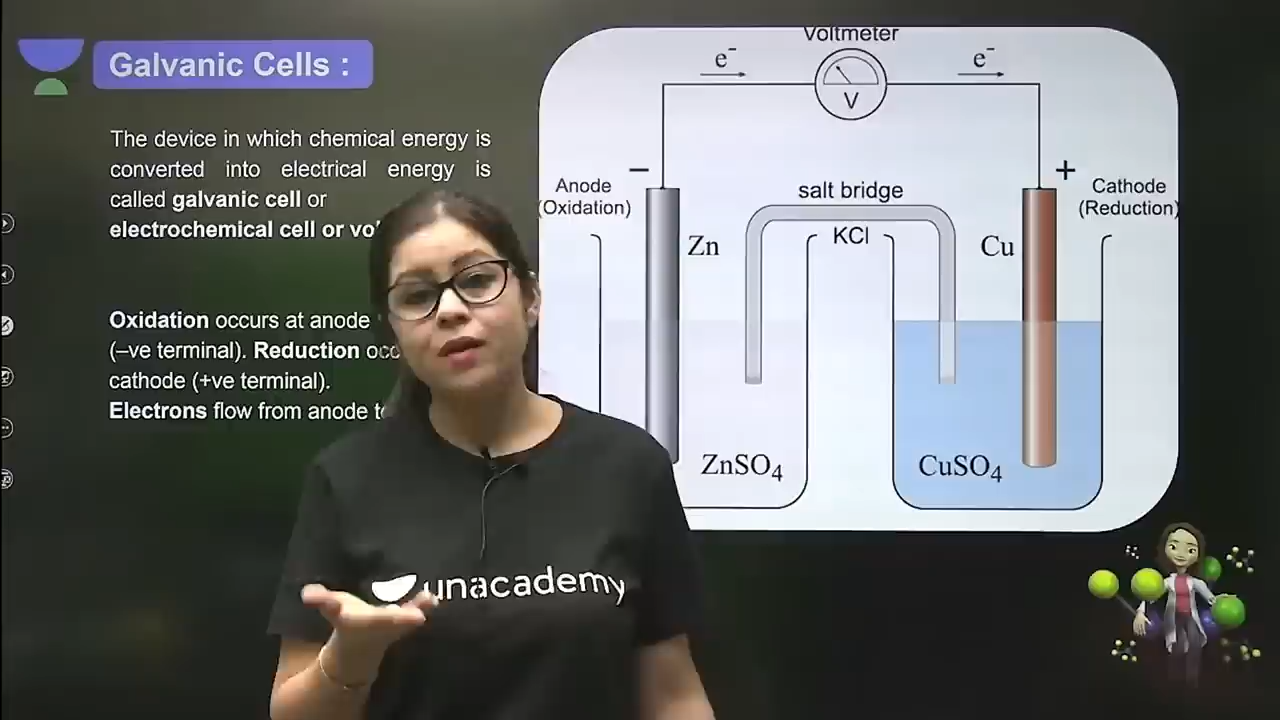 Galvanic Cells :
The device in which chemical energy is
converted into electrical energy is
called galvanic cell or
electrochemical cell or
Oxidation occurs at anode
(–ve terminal). Reduction
cathode (+ve terminal).
Electrons flow from anode
Voltmeter
e⁻
e⁻
V
–
+
Anode
(Oxidation)
salt bridge
Cathode
(Reduction)
Zn
KCl
Cu
ZnSO₄
CuSO₄
unacademy